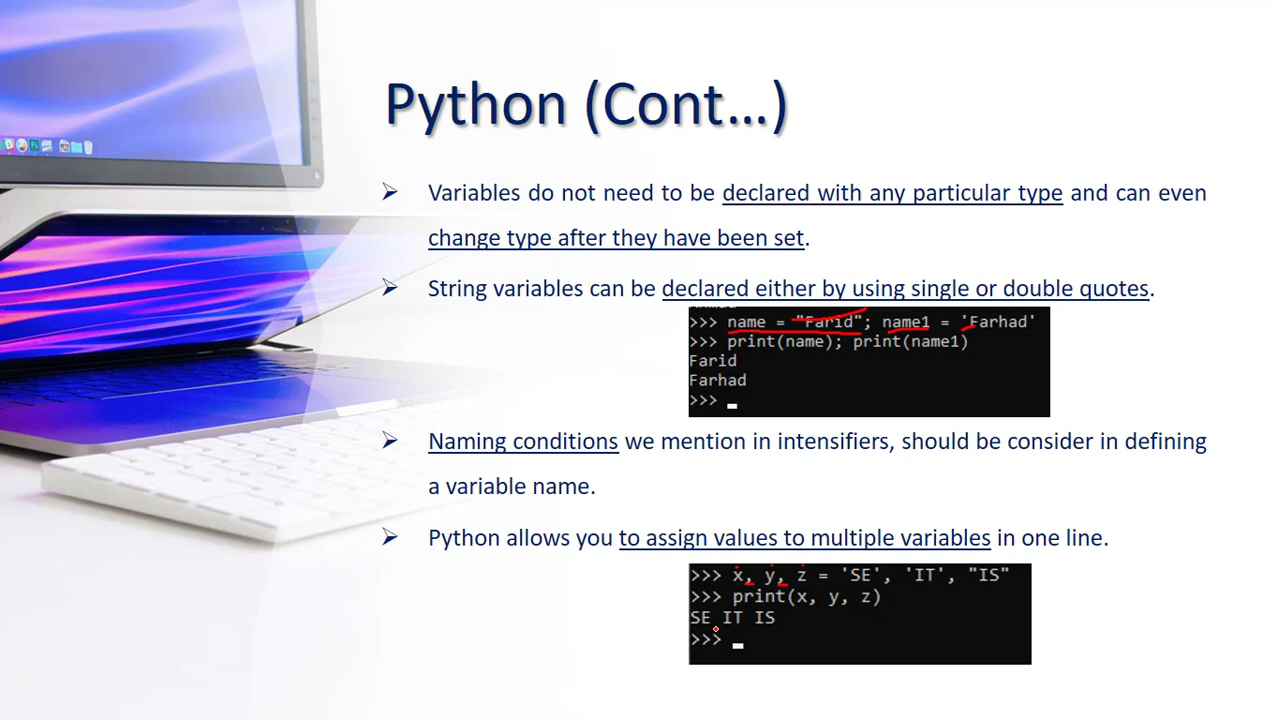 Python (Cont…)
Variables do not need to be declared with any particular type and can even
change type after they have been set.
String variables can be declared either by using single or double quotes.
>>> name = "Farid"; name1 = 'Farhad'
>>> print(name); print(name1)
Farid
Farhad
>>>
Naming conditions we mention in intensifiers, should be consider in defining
a variable name.
Python allows you to assign values to multiple variables in one line.
>>> x, y, z = 'SE', 'IT', "IS"
>>> print(x, y, z)
SE IT IS
>>>